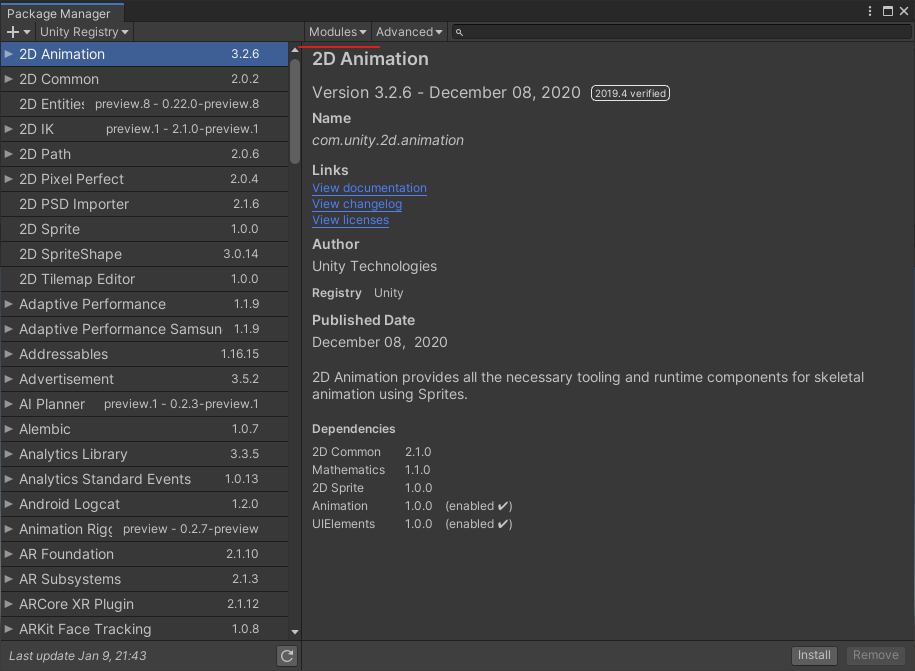 Package Manager
Unity Registry
Modules
Advanced
2D Animation 3.2.6
2D Common 2.0.2
2D Entities preview.8 - 0.22.0-preview.8
2D IK preview.1 - 2.1.0-preview.1
2D Path 2.0.6
2D Pixel Perfect 2.0.4
2D PSD Importer 2.1.6
2D Sprite 1.0.0
2D SpriteShape 3.0.14
2D Tilemap Editor 1.0.0
Adaptive Performance 1.1.9
Adaptive Performance Samsun 1.1.9
Addressables 1.16.15
Advertisement 3.5.2
AI Planner preview.1 - 0.2.3-preview.1
Alembic 1.0.7
Analytics Library 3.3.5
Analytics Standard Events 1.0.13
Android Logcat 1.2.0
Animation Rigg preview - 0.2.7-preview
AR Foundation 2.1.10
AR Subsystems 2.1.3
ARCore XR Plugin 2.1.12
ARKit Face Tracking 1.0.8
Last update Jan 9, 21:43
2D Animation
Version 3.2.6 - December 08, 2020 2019.4 verified
Name
com.unity.2d.animation
Links
View documentation
View changelog
View licenses
Author
Unity Technologies
Registry Unity
Published Date
December 08, 2020
2D Animation provides all the necessary tooling and runtime components for skeletal
animation using Sprites.
Dependencies
2D Common 2.1.0
Mathematics 1.1.0
2D Sprite 1.0.0
Animation 1.0.0 (enabled ✔)
UIElements 1.0.0 (enabled ✔)
Install
Remove